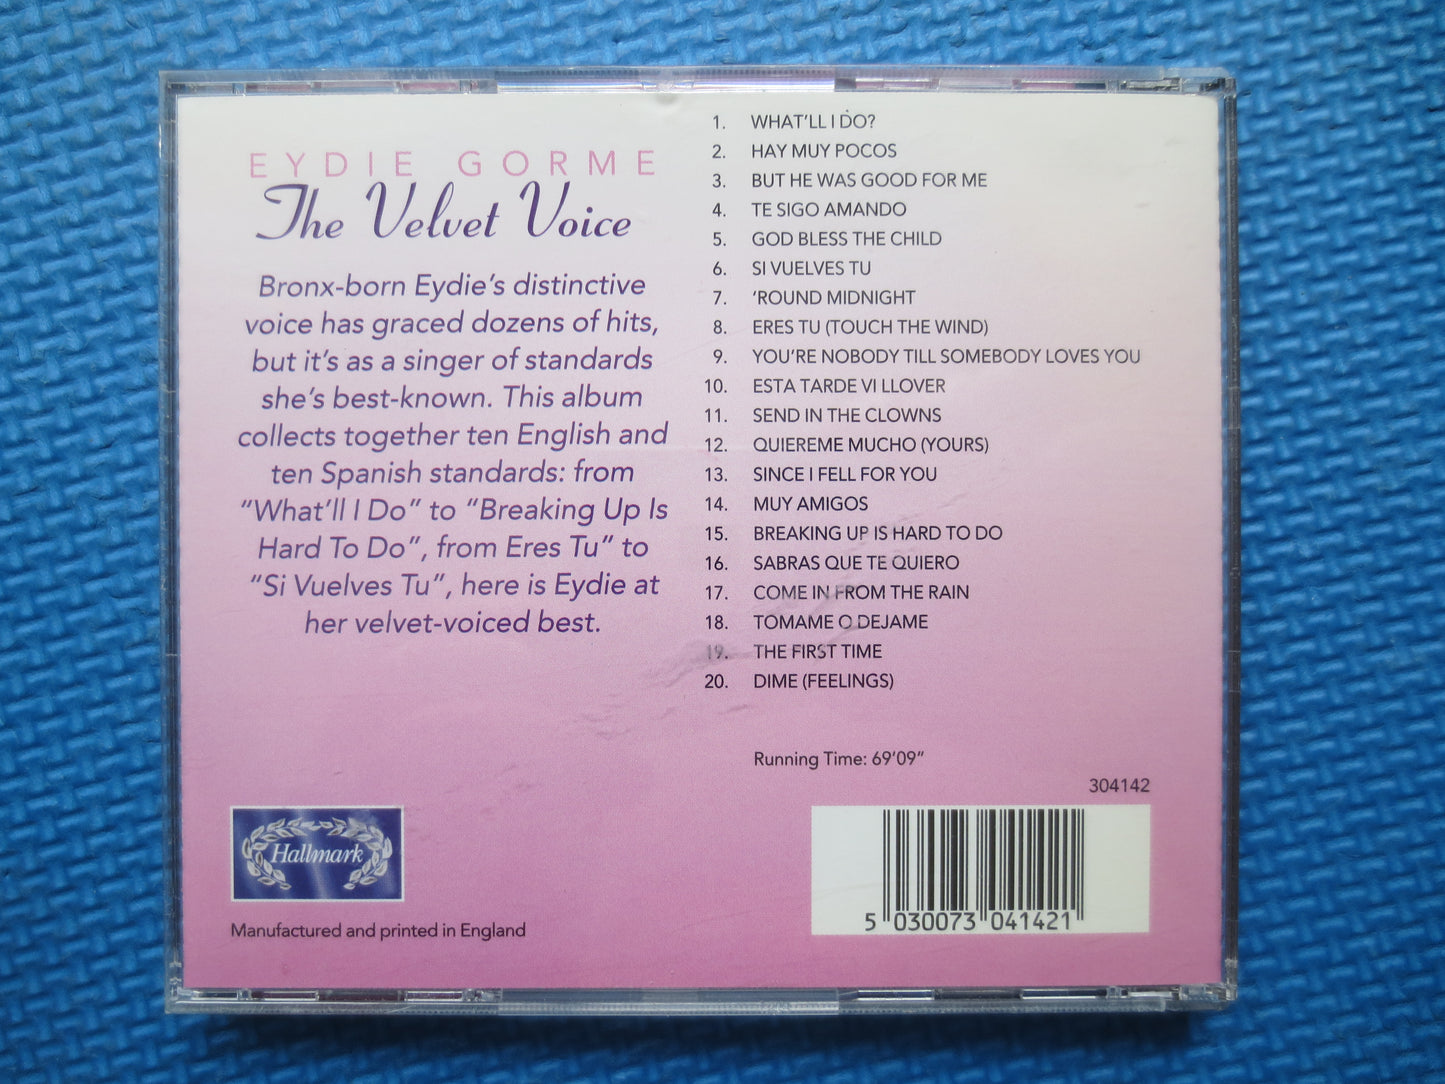 EYDIE GORME
The Velvet Voice
Bronx-born Eydie's distinctive
voice has graced dozens of hits,
but it's as a singer of standards
she's best-known. This album
collects together ten English and
ten Spanish standards: from
"What'll I Do" to "Breaking Up Is
Hard To Do", from Eres Tu" to
"Si Vuelves Tu", here is Eydie at
her velvet-voiced best.
1. WHAT'LL I DO?
2. HAY MUY POCOS
3. BUT HE WAS GOOD FOR ME
4. TE SIGO AMANDO
5. GOD BLESS THE CHILD
6. SI VUELVES TU
7. 'ROUND MIDNIGHT
8. ERES TU (TOUCH THE WIND)
9. YOU'RE NOBODY TILL SOMEBODY LOVES YOU
10. ESTA TARDE VI LLOVER
11. SEND IN THE CLOWNS
12. QUIEREME MUCHO (YOURS)
13. SINCE I FELL FOR YOU
14. MUY AMIGOS
15. BREAKING UP IS HARD TO DO
16. SABRAS QUE TE QUIERO
17. COME IN FROM THE RAIN
18. TOMAME O DEJAME
19. THE FIRST TIME
20. DIME (FEELINGS)
Running Time: 69'09"
304142
Hallmark
Manufactured and printed in England
5 030073 041421